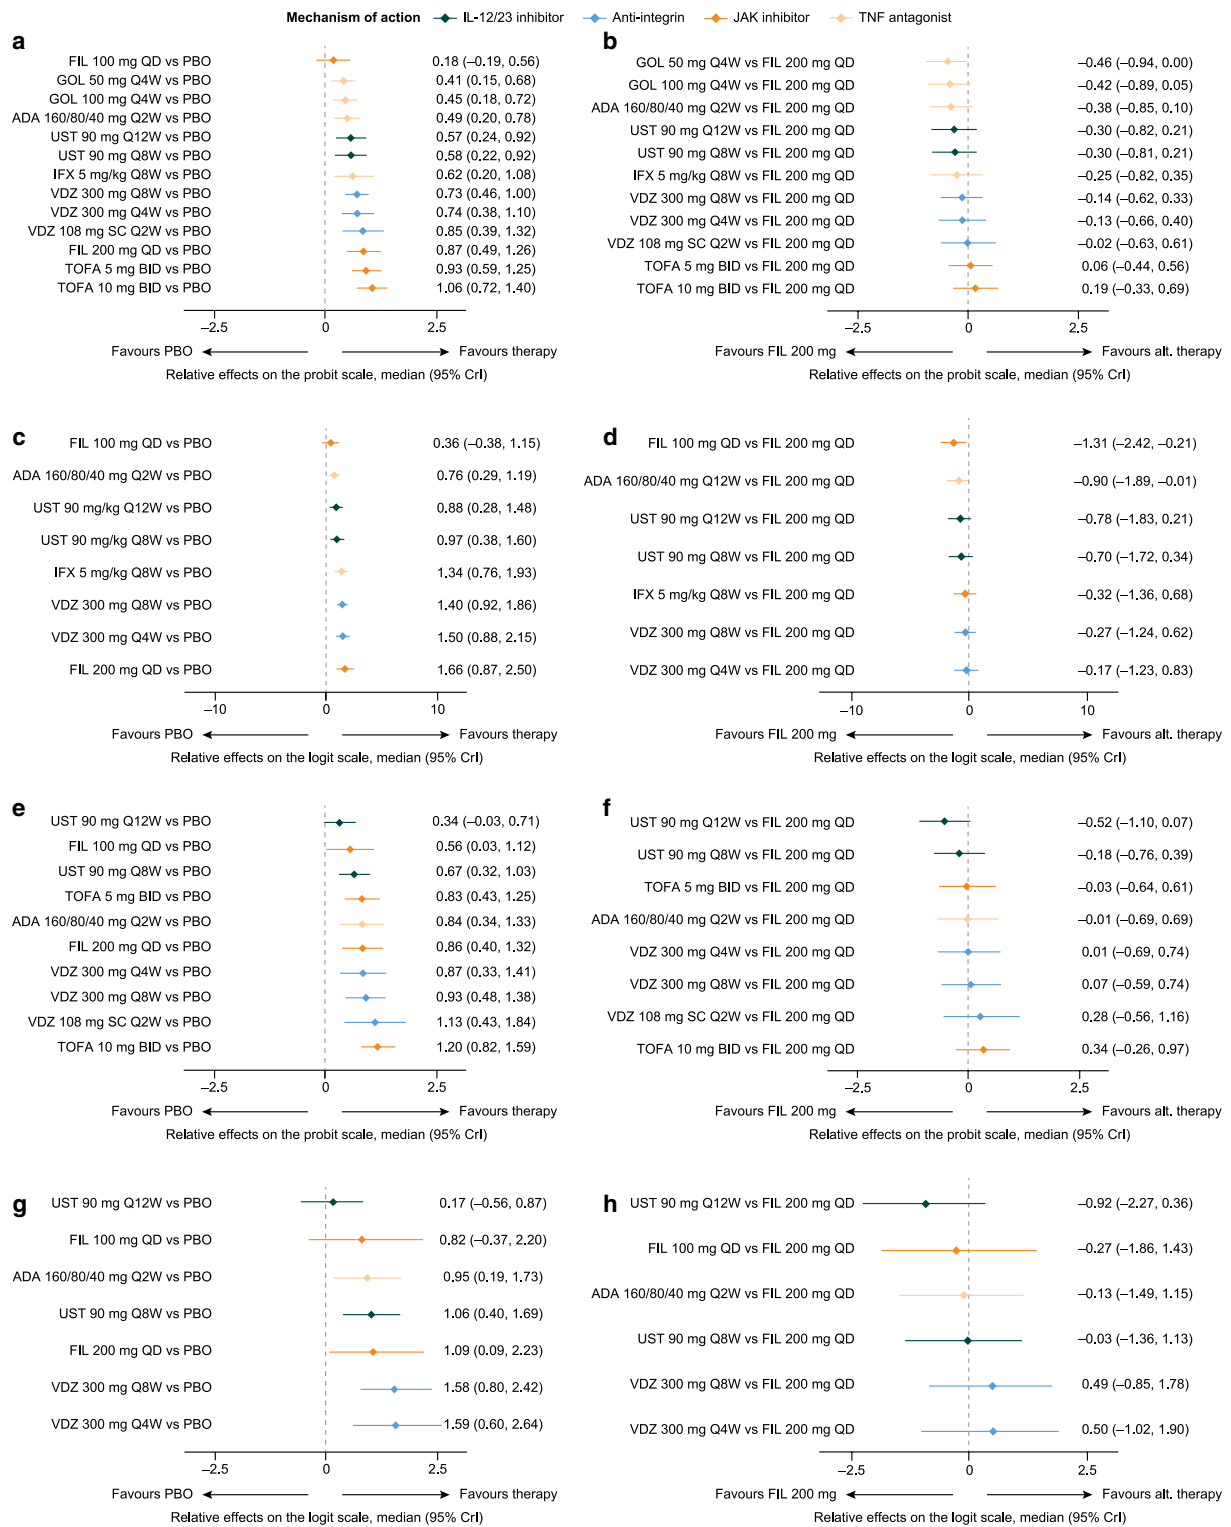 Mechanism of action IL-12/23 inhibitor Anti-integrin JAK inhibitor TNF antagonist
a
FIL 100 mg QD vs PBO 0.18 (–0.19, 0.56)
GOL 50 mg Q4W vs PBO 0.41 (0.15, 0.68)
GOL 100 mg Q4W vs PBO 0.45 (0.18, 0.72)
ADA 160/80/40 mg Q2W vs PBO 0.49 (0.20, 0.78)
UST 90 mg Q12W vs PBO 0.57 (0.24, 0.92)
UST 90 mg Q8W vs PBO 0.58 (0.22, 0.92)
IFX 5 mg/kg Q8W vs PBO 0.62 (0.20, 1.08)
VDZ 300 mg Q8W vs PBO 0.73 (0.46, 1.00)
VDZ 300 mg Q4W vs PBO 0.74 (0.38, 1.10)
VDZ 108 mg SC Q2W vs PBO 0.85 (0.39, 1.32)
FIL 200 mg QD vs PBO 0.87 (0.49, 1.26)
TOFA 5 mg BID vs PBO 0.93 (0.59, 1.25)
TOFA 10 mg BID vs PBO 1.06 (0.72, 1.40)
–2.5 0 2.5
Favours PBO Favours therapy
Relative effects on the probit scale, median (95% CrI)
b
GOL 50 mg Q4W vs FIL 200 mg QD –0.46 (–0.94, 0.00)
GOL 100 mg Q4W vs FIL 200 mg QD –0.42 (–0.89, 0.05)
ADA 160/80/40 mg Q2W vs FIL 200 mg QD –0.38 (–0.85, 0.10)
UST 90 mg Q12W vs FIL 200 mg QD –0.30 (–0.82, 0.21)
UST 90 mg Q8W vs FIL 200 mg QD –0.30 (–0.81, 0.21)
IFX 5 mg/kg Q8W vs FIL 200 mg QD –0.25 (–0.82, 0.35)
VDZ 300 mg Q8W vs FIL 200 mg QD –0.14 (–0.62, 0.33)
VDZ 300 mg Q4W vs FIL 200 mg QD –0.13 (–0.66, 0.40)
VDZ 108 mg SC Q2W vs FIL 200 mg QD –0.02 (–0.63, 0.61)
TOFA 5 mg BID vs FIL 200 mg QD 0.06 (–0.44, 0.56)
TOFA 10 mg BID vs FIL 200 mg QD 0.19 (–0.33, 0.69)
–2.5 0 2.5
Favours FIL 200 mg Favours alt. therapy
Relative effects on the probit scale, median (95% CrI)
c
FIL 100 mg QD vs PBO 0.36 (–0.38, 1.15)
ADA 160/80/40 mg Q2W vs PBO 0.76 (0.29, 1.19)
UST 90 mg/kg Q12W vs PBO 0.88 (0.28, 1.48)
UST 90 mg/kg Q8W vs PBO 0.97 (0.38, 1.60)
IFX 5 mg/kg Q8W vs PBO 1.34 (0.76, 1.93)
VDZ 300 mg Q8W vs PBO 1.40 (0.92, 1.86)
VDZ 300 mg Q4W vs PBO 1.50 (0.88, 2.15)
FIL 200 mg QD vs PBO 1.66 (0.87, 2.50)
–10 0 10
Favours PBO Favours therapy
Relative effects on the logit scale, median (95% CrI)
d
FIL 100 mg QD vs FIL 200 mg QD –1.31 (–2.42, –0.21)
ADA 160/80/40 mg Q12W vs FIL 200 mg QD –0.90 (–1.89, –0.01)
UST 90 mg Q12W vs FIL 200 mg QD –0.78 (–1.83, 0.21)
UST 90 mg Q8W vs FIL 200 mg QD –0.70 (–1.72, 0.34)
IFX 5 mg/kg Q8W vs FIL 200 mg QD –0.32 (–1.36, 0.68)
VDZ 300 mg Q8W vs FIL 200 mg QD –0.27 (–1.24, 0.62)
VDZ 300 mg Q4W vs FIL 200 mg QD –0.17 (–1.23, 0.83)
–10 0 10
Favours FIL 200 mg Favours alt. therapy
Relative effects on the logit scale, median (95% CrI)
e
UST 90 mg Q12W vs PBO 0.34 (–0.03, 0.71)
FIL 100 mg QD vs PBO 0.56 (0.03, 1.12)
UST 90 mg Q8W vs PBO 0.67 (0.32, 1.03)
TOFA 5 mg BID vs PBO 0.83 (0.43, 1.25)
ADA 160/80/40 mg Q2W vs PBO 0.84 (0.34, 1.33)
FIL 200 mg QD vs PBO 0.86 (0.40, 1.32)
VDZ 300 mg Q4W vs PBO 0.87 (0.33, 1.41)
VDZ 300 mg Q8W vs PBO 0.93 (0.48, 1.38)
VDZ 108 mg SC Q2W vs PBO 1.13 (0.43, 1.84)
TOFA 10 mg BID vs PBO 1.20 (0.82, 1.59)
–2.5 0 2.5
Favours PBO Favours therapy
Relative effects on the probit scale, median (95% CrI)
f
UST 90 mg Q12W vs FIL 200 mg QD –0.52 (–1.10, 0.07)
UST 90 mg Q8W vs FIL 200 mg QD –0.18 (–0.76, 0.39)
TOFA 5 mg BID vs FIL 200 mg QD –0.03 (–0.64, 0.61)
ADA 160/80/40 mg Q2W vs FIL 200 mg QD –0.01 (–0.69, 0.69)
VDZ 300 mg Q4W vs FIL 200 mg QD 0.01 (–0.69, 0.74)
VDZ 300 mg Q8W vs FIL 200 mg QD 0.07 (–0.59, 0.74)
VDZ 108 mg SC Q2W vs FIL 200 mg QD 0.28 (–0.56, 1.16)
TOFA 10 mg BID vs FIL 200 mg QD 0.34 (–0.26, 0.97)
–2.5 0 2.5
Favours FIL 200 mg Favours alt. therapy
Relative effects on the probit scale, median (95% CrI)
g
UST 90 mg Q12W vs PBO 0.17 (–0.56, 0.87)
FIL 100 mg QD vs PBO 0.82 (–0.37, 2.20)
ADA 160/80/40 mg Q2W vs PBO 0.95 (0.19, 1.73)
UST 90 mg Q8W vs PBO 1.06 (0.40, 1.69)
FIL 200 mg QD vs PBO 1.09 (0.09, 2.23)
VDZ 300 mg Q8W vs PBO 1.58 (0.80, 2.42)
VDZ 300 mg Q4W vs PBO 1.59 (0.60, 2.64)
–2.5 0 2.5
Favours PBO Favours therapy
Relative effects on the logit scale, median (95% CrI)
h
UST 90 mg Q12W vs FIL 200 mg QD –0.92 (–2.27, 0.36)
FIL 100 mg QD vs FIL 200 mg QD –0.27 (–1.86, 1.43)
ADA 160/80/40 mg Q2W vs FIL 200 mg QD –0.13 (–1.49, 1.15)
UST 90 mg Q8W vs FIL 200 mg QD –0.03 (–1.36, 1.13)
VDZ 300 mg Q8W vs FIL 200 mg QD 0.49 (–0.85, 1.78)
VDZ 300 mg Q4W vs FIL 200 mg QD 0.50 (–1.02, 1.90)
–2.5 0 2.5
Favours FIL 200 mg Favours alt. therapy
Relative effects on the logit scale, median (95% CrI)